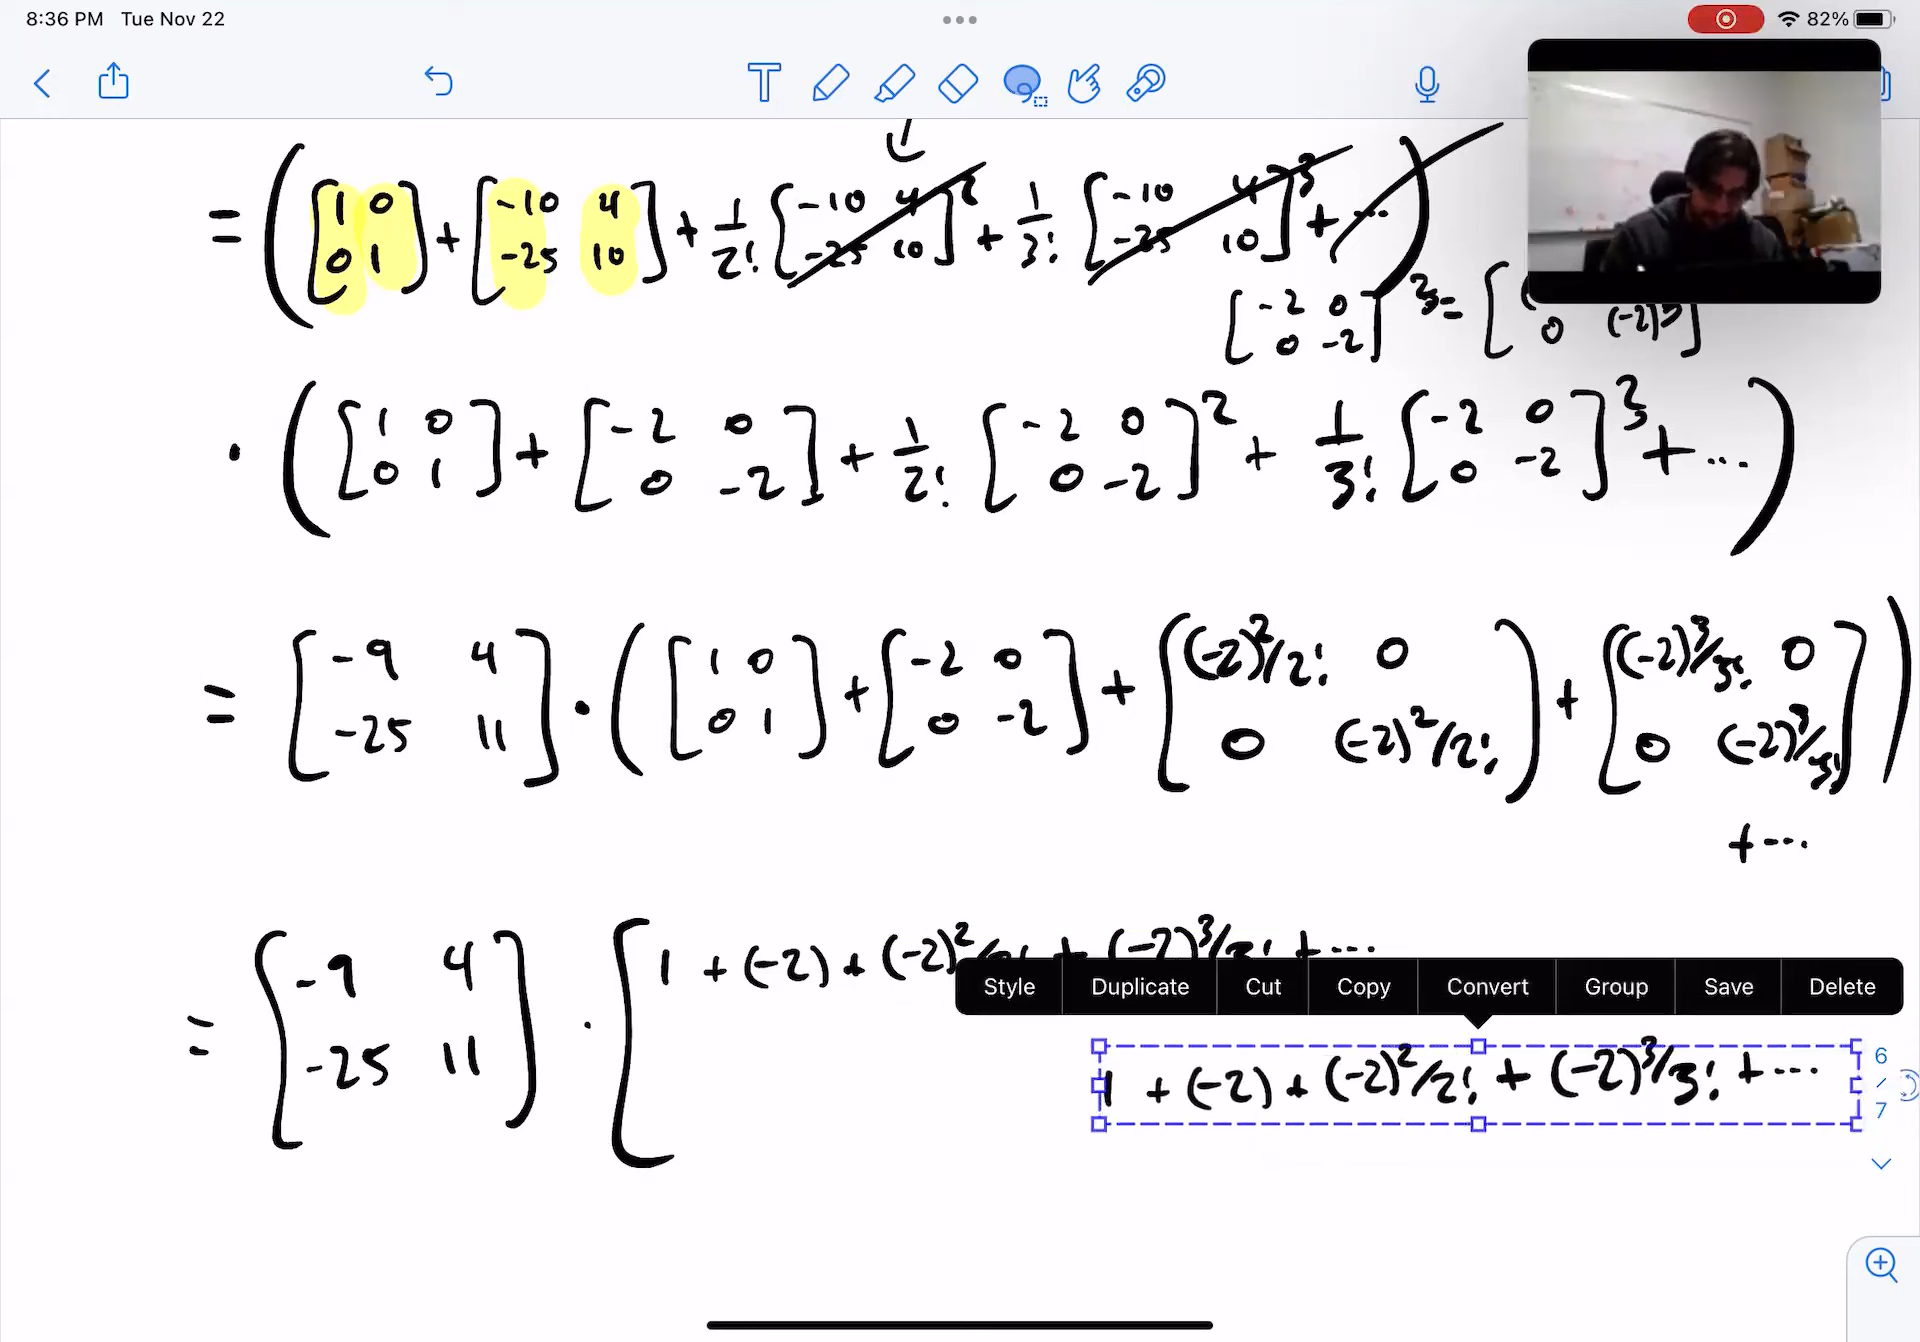 8:36 PM Tue Nov 22 82%
= ( [1 0 0 1] + [-10 4 -25 10] + 1/2! [-10 4 -25 10]² + 1/3! [-10 4 -25 10]³ + ... )
[-2 0 0 -2]³ = [ 0 (-2)³ ]
· ( [1 0 0 1] + [-2 0 0 -2] + 1/2! [-2 0 0 -2]² + 1/3! [-2 0 0 -2]³ + ... )
= [-9 4 -25 11] · ( [1 0 0 1] + [-2 0 0 -2] + [(-2)²/2! 0 0 (-2)²/2!] + [(-2)³/3! 0 0 (-2)³/3!] )
+ ...
= [-9 4 -25 11] · [ 1 + (-2) + (-2)²/2! + (-2)³/3! + ...
Style Duplicate Cut Copy Convert Group Save Delete
1 + (-2) + (-2)²/2! + (-2)³/3! + ...
6 / 7